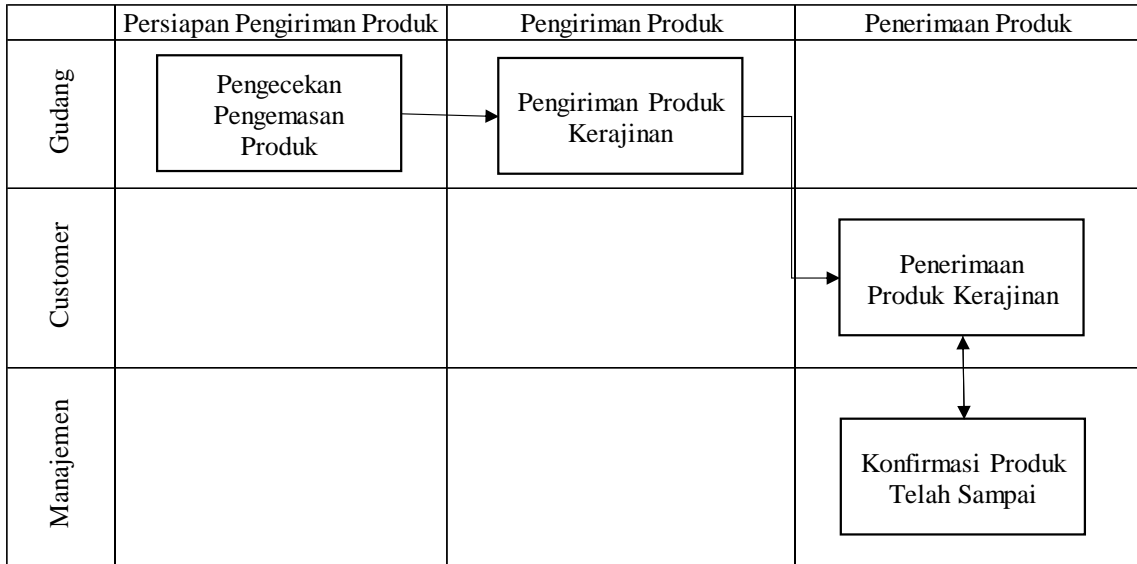 Persiapan Pengiriman Produk
Pengiriman Produk
Penerimaan Produk
Gudang
Pengecekan
Pengemasan
Produk
Pengiriman Produk
Kerajinan
Customer
Penerimaan
Produk Kerajinan
Manajemen
Konfirmasi Produk
Telah Sampai